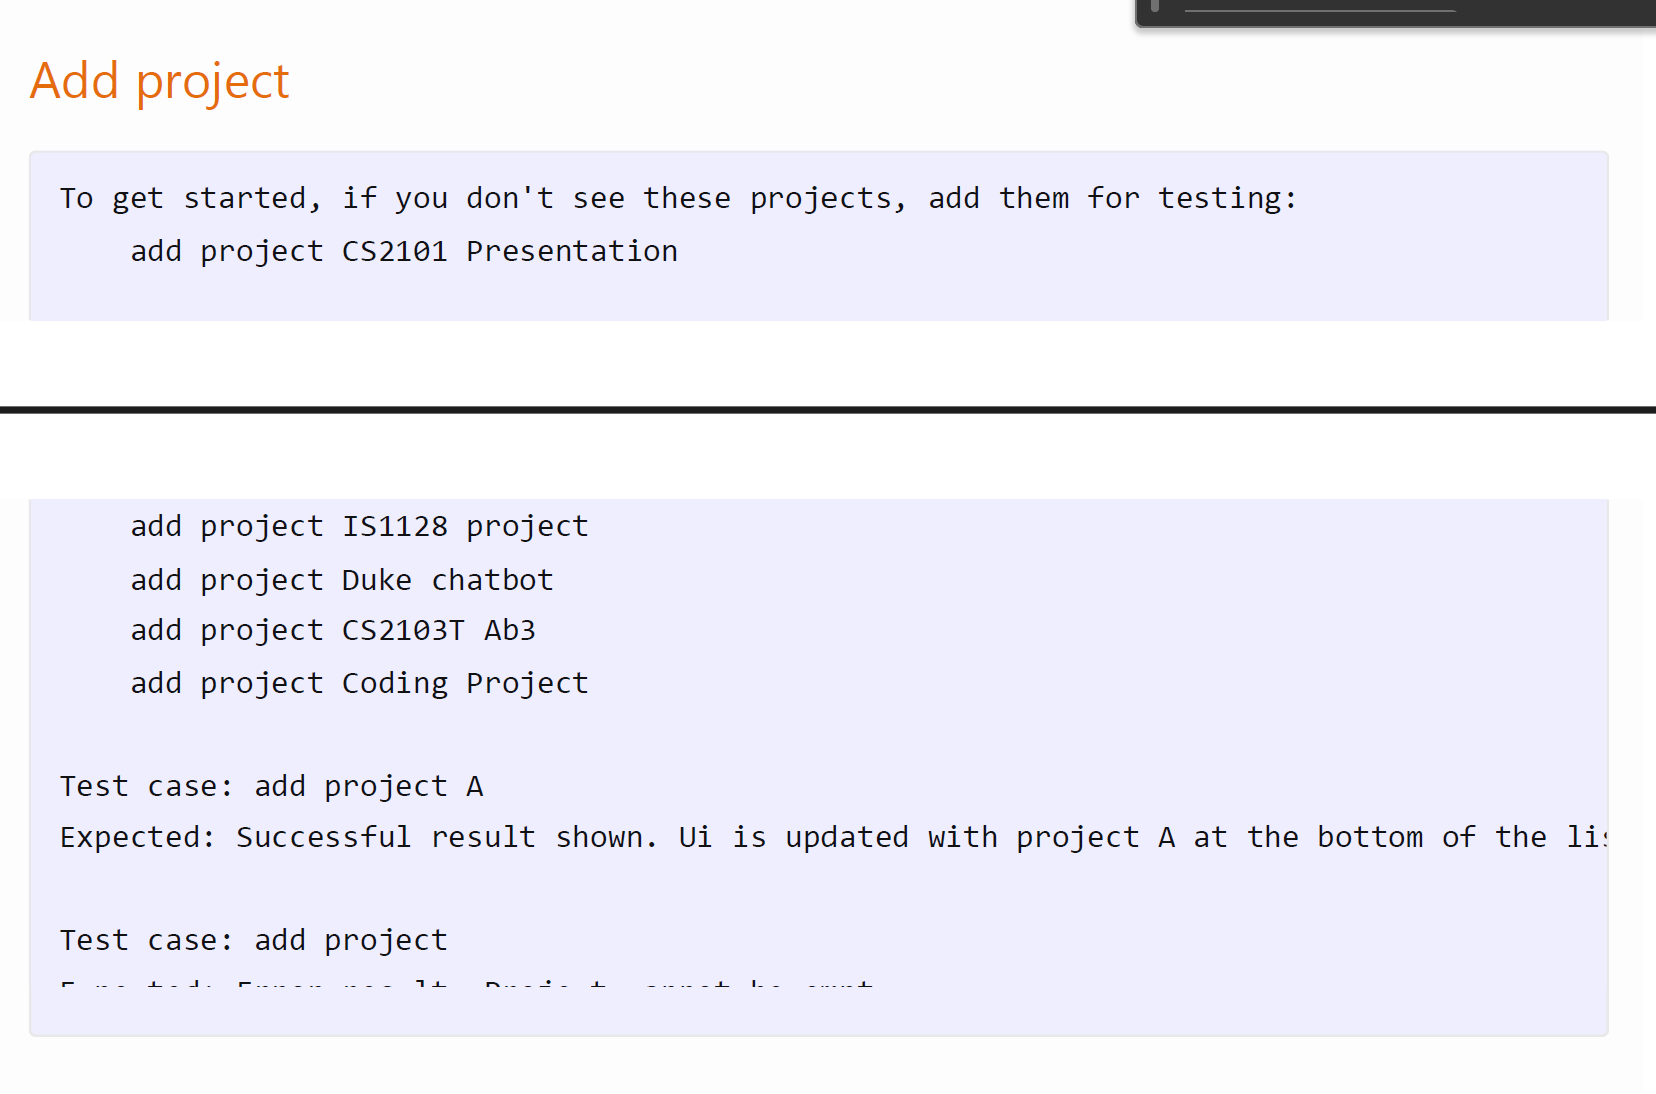 Add project
To get started, if you don't see these projects, add them for testing:
add project CS2101 Presentation
add project IS1128 project
add project Duke chatbot
add project CS2103T Ab3
add project Coding Project
Test case: add project A
Expected: Successful result shown. Ui is updated with project A at the bottom of the
Test case: add project